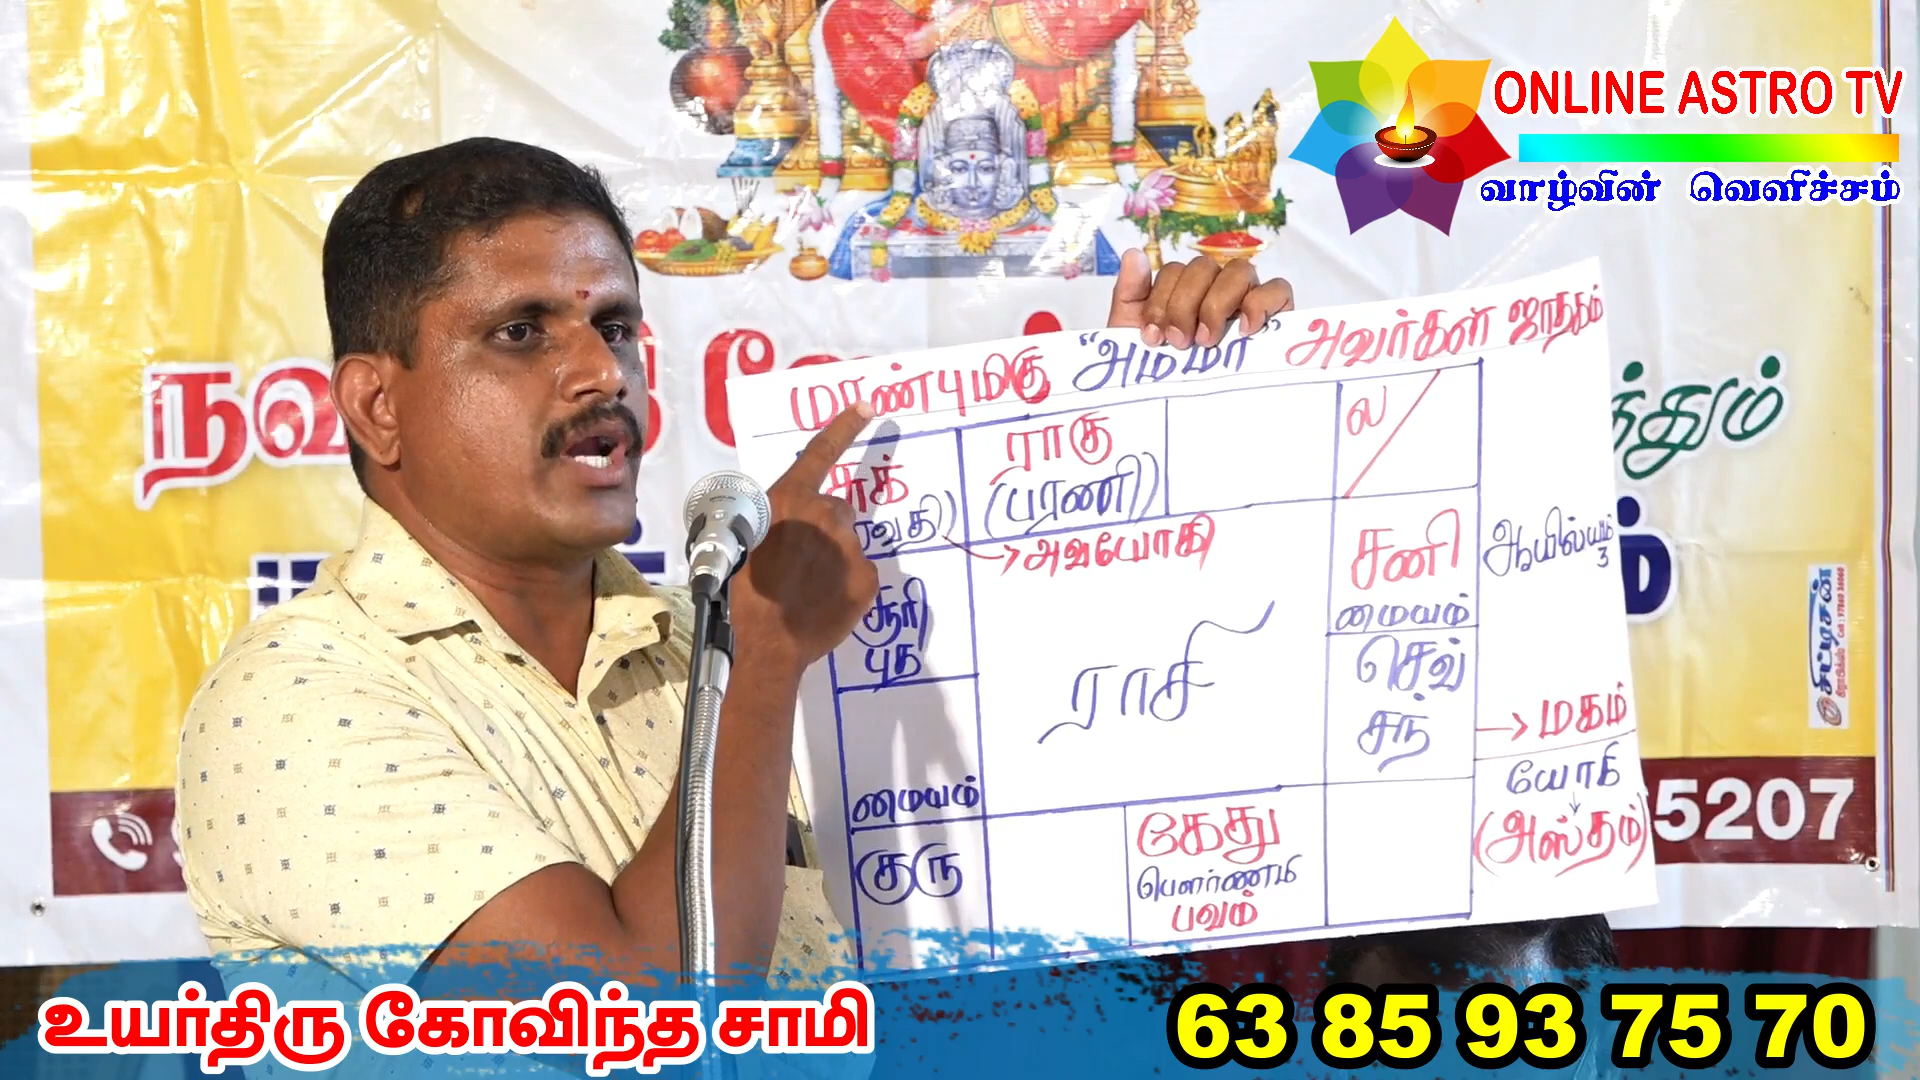 ONLINE ASTRO TV
வாழ்வின் வெளிச்சம்
மாண்புமிகு "அம்மா" அவர்கள் ஜாதகம்
சுக்
ராகு
(பரணி)
ல
→அவயோகி
சனி
மையம்
ஆயில்யம்
3
சூரி
புத
ராசி
செவ்
சந்
→ மகம்
யோகி
(அஸ்தம்)
மையம்
குரு
கேது
பௌர்ணமி
பவம்
5207
உயர்திரு கோவிந்த சாமி
63 85 93 75 70